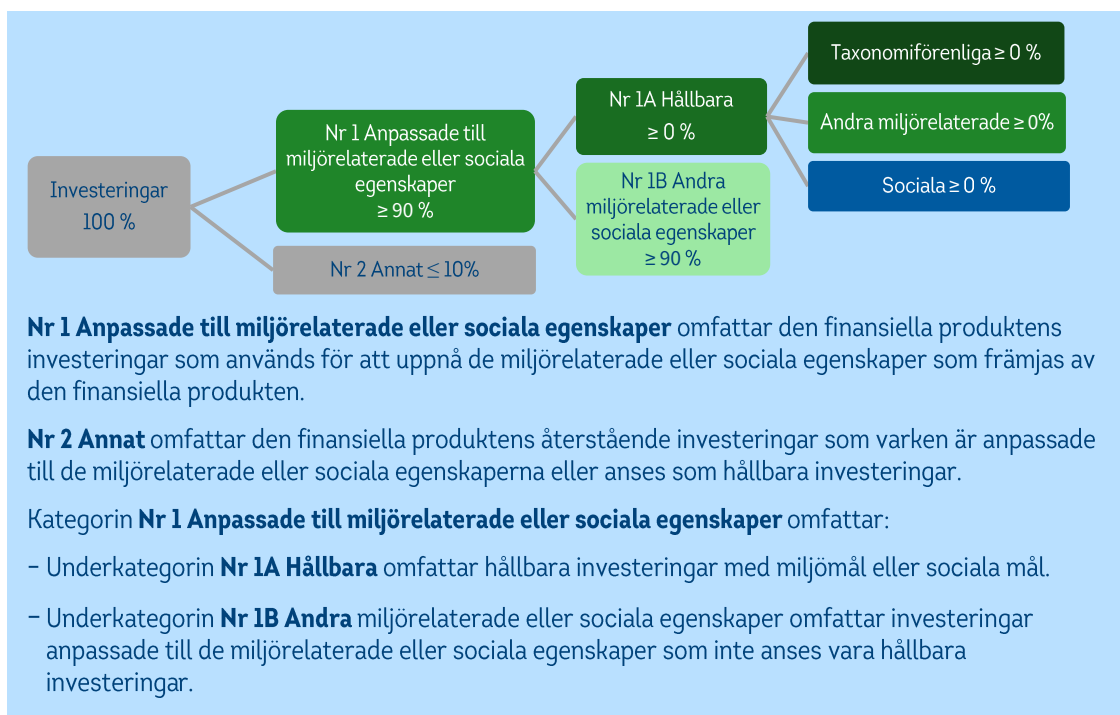 Investeringar
100 %
Nr 1 Anpassade till
miljörelaterade eller sociala
egenskaper
≥ 90 %
Nr 2 Annat ≤ 10%
Nr 1A Hållbara
≥ 0 %
Nr 1B Andra
miljörelaterade eller
sociala egenskaper
≥ 90 %
Taxonomiförenliga ≥ 0 %
Andra miljörelaterade ≥ 0%
Sociala ≥ 0 %
Nr 1 Anpassade till miljörelaterade eller sociala egenskaper omfattar den finansiella produktens
investeringar som används för att uppnå de miljörelaterade eller sociala egenskaper som främjas av
den finansiella produkten.
Nr 2 Annat omfattar den finansiella produktens återstående investeringar som varken är anpassade
till de miljörelaterade eller sociala egenskaperna eller anses som hållbara investeringar.
Kategorin Nr 1 Anpassade till miljörelaterade eller sociala egenskaper omfattar:
– Underkategorin Nr 1A Hållbara omfattar hållbara investeringar med miljömål eller sociala mål.
– Underkategorin Nr 1B Andra miljörelaterade eller sociala egenskaper omfattar investeringar
anpassade till de miljörelaterade eller sociala egenskaper som inte anses vara hållbara
investeringar.